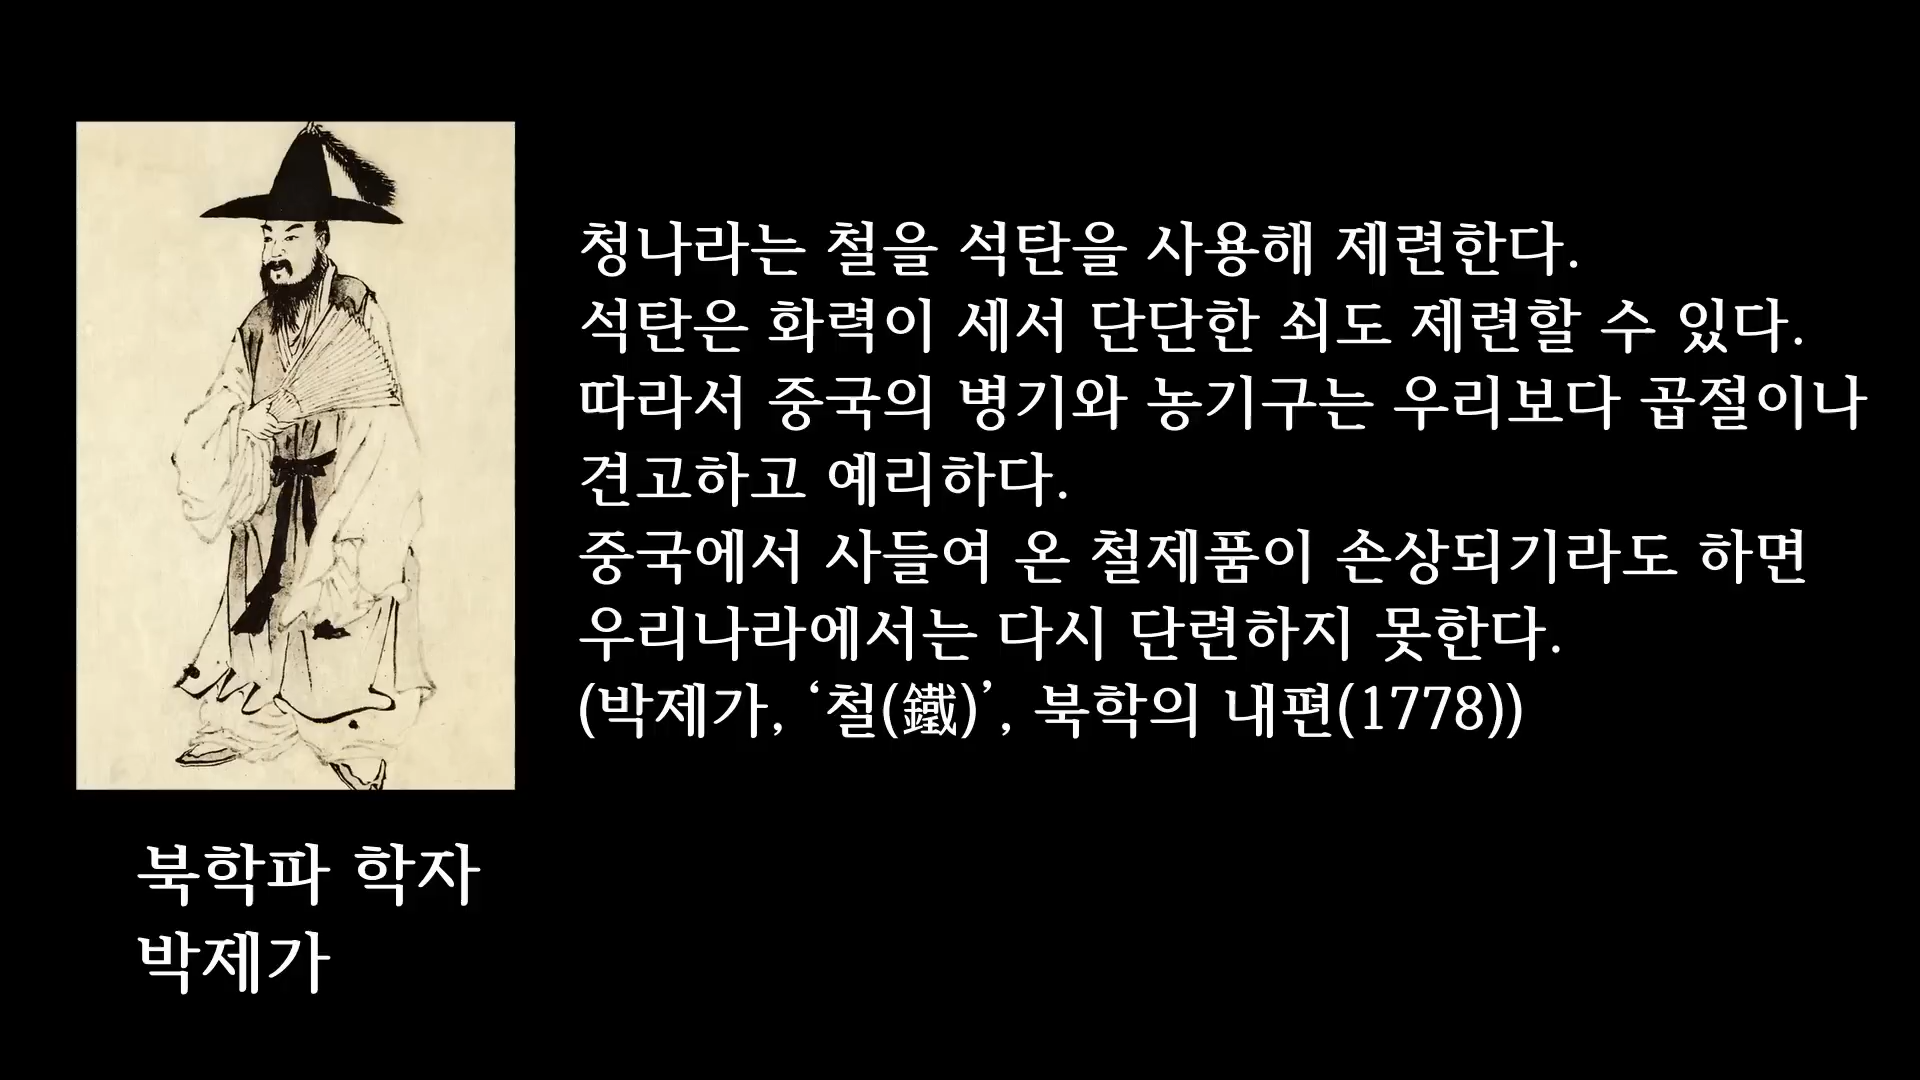 청나라는 철을 석탄을 사용해 제련한다.
석탄은 화력이 세서 단단한 쇠도 제련할 수 있다.
따라서 중국의 병기와 농기구는 우리보다 곱절이나
견고하고 예리하다.
중국에서 사들여 온 철제품이 손상되기라도 하면
우리나라에서는 다시 단련하지 못한다.
(박제가, ‘철(鐵)’, 북학의 내편(1778))
북학파 학자
박제가